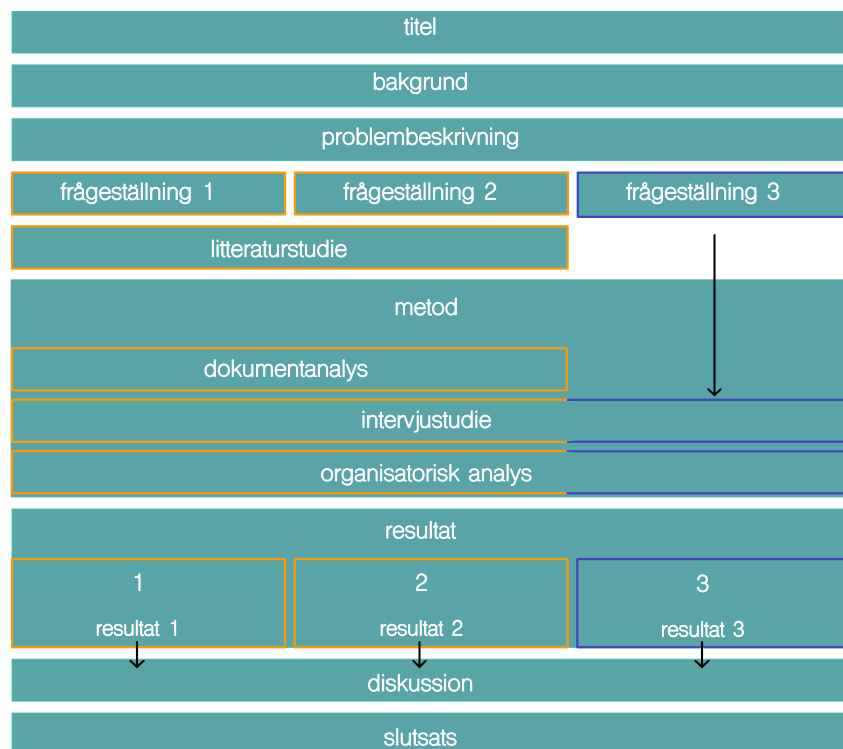 titel
bakgrund
problembeskrivning
frågeställning 1
frågeställning 2
frågeställning 3
litteraturstudie
metod
dokumentanalys
intervjustudie
organisatorisk analys
resultat
1
2
3
resultat 1
resultat 2
resultat 3
diskussion
slutsats